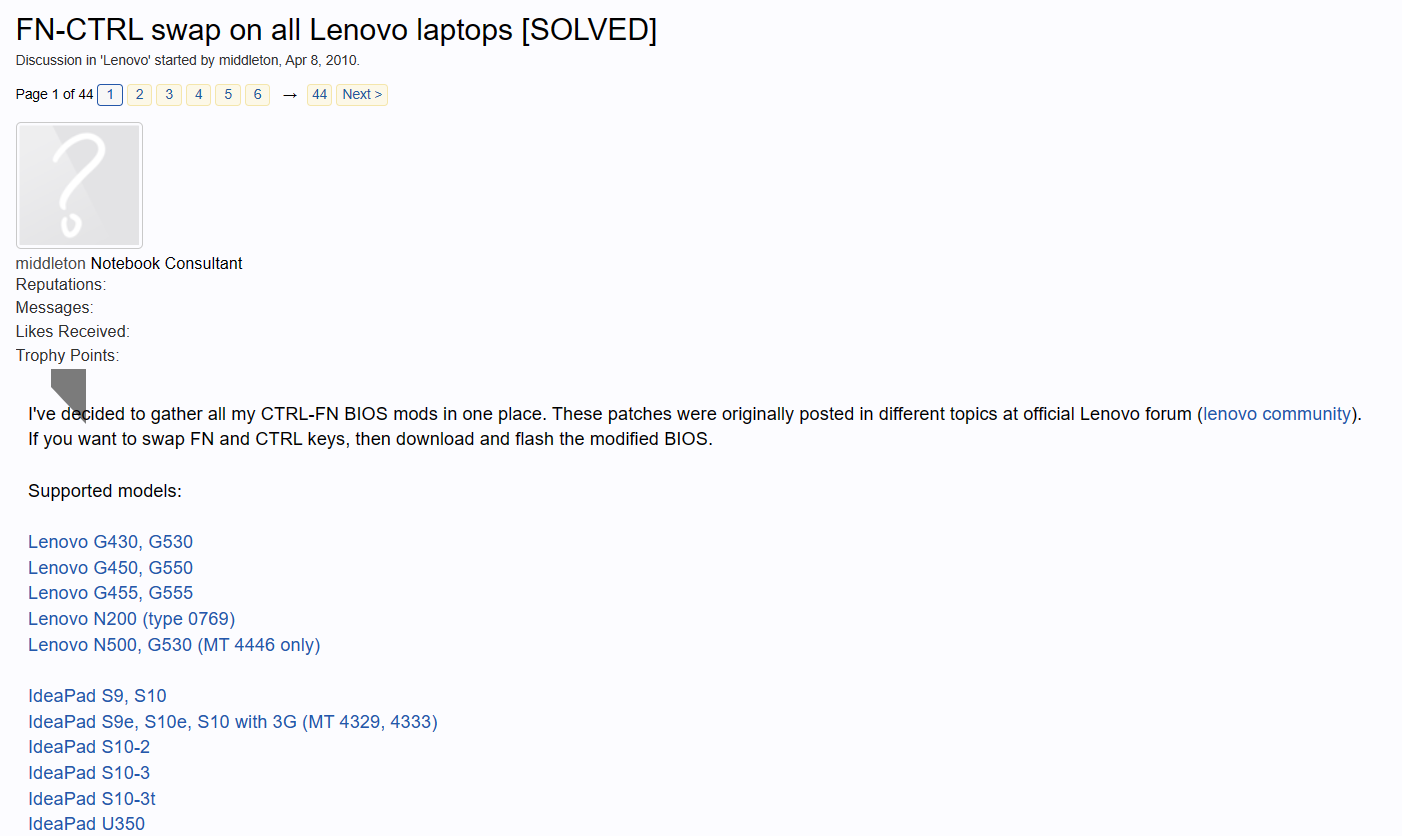 FN-CTRL swap on all Lenovo laptops [SOLVED]
Discussion in 'Lenovo' started by middleton, Apr 8, 2010.
Page 1 of 44 1 2 3 4 5 6 → 44 Next >
middleton Notebook Consultant
Reputations:
Messages:
Likes Received:
Trophy Points:
I've decided to gather all my CTRL-FN BIOS mods in one place. These patches were originally posted in different topics at official Lenovo forum (lenovo community).
If you want to swap FN and CTRL keys, then download and flash the modified BIOS.
Supported models:
Lenovo G430, G530
Lenovo G450, G550
Lenovo G455, G555
Lenovo N200 (type 0769)
Lenovo N500, G530 (MT 4446 only)
IdeaPad S9, S10
IdeaPad S9e, S10e, S10 with 3G (MT 4329, 4333)
IdeaPad S10-2
IdeaPad S10-3
IdeaPad S10-3t
IdeaPad U350